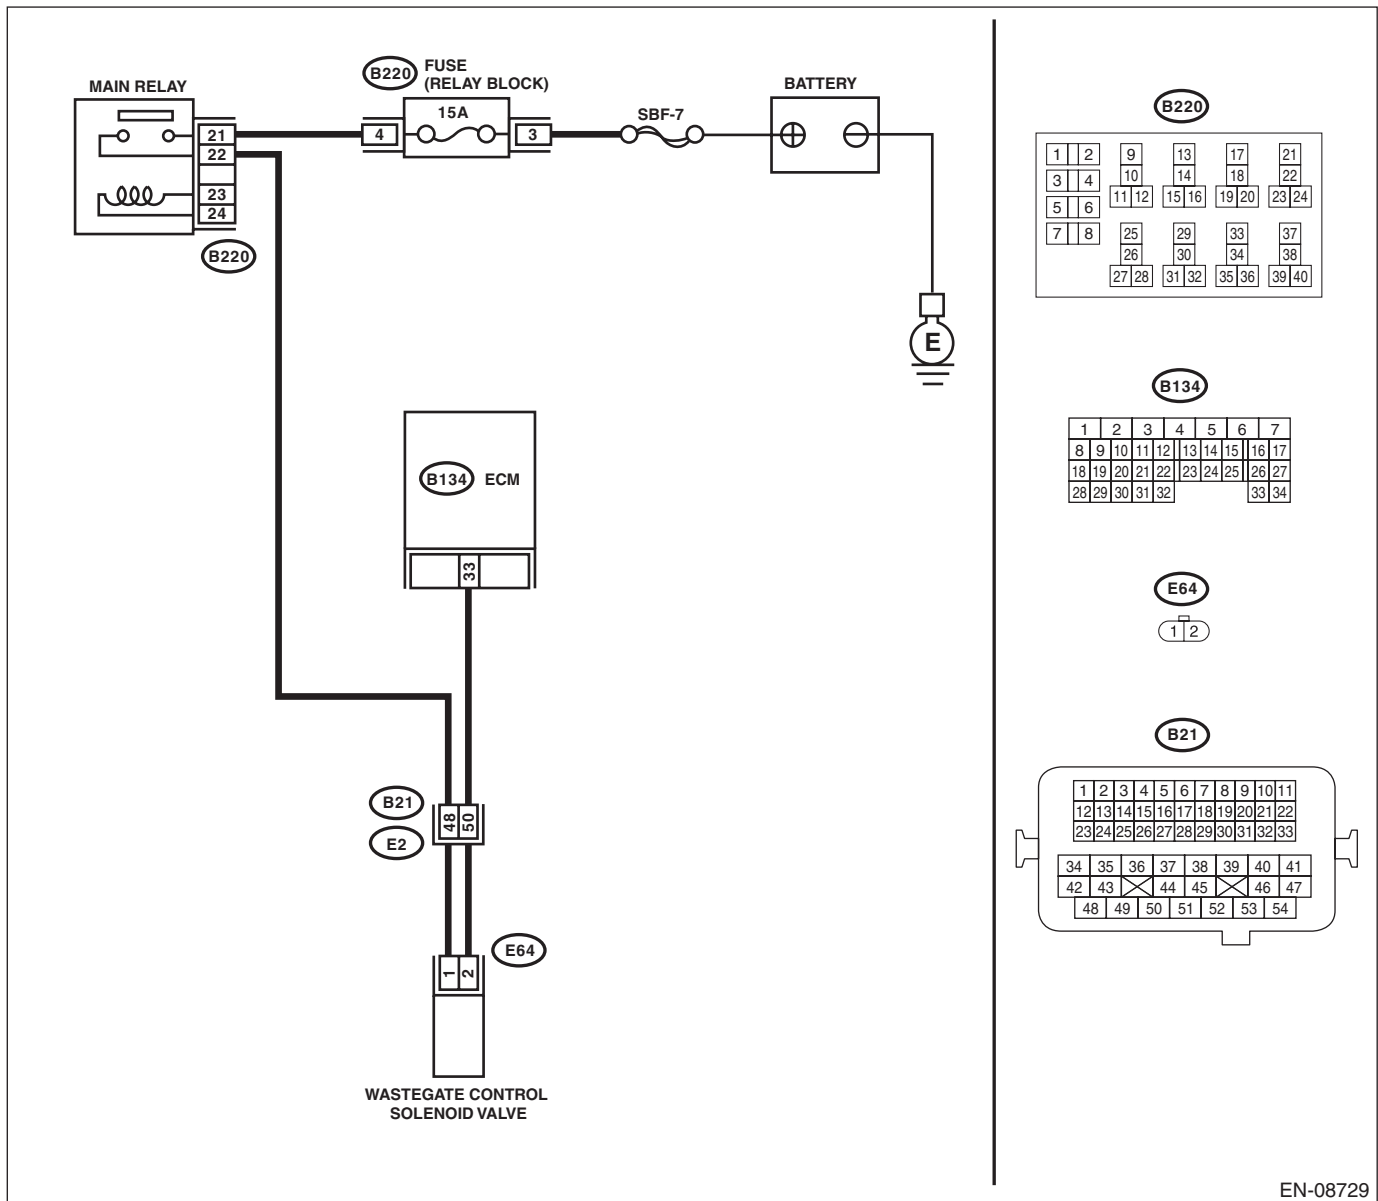 MAIN RELAY
B220
FUSE
(RELAY BLOCK)
15A
SBF-7
BATTERY
21
22
23
24
4
3
B220
E
B134 ECM
33
B21
E2
48 50
E64
1 2
WASTEGATE CONTROL
SOLENOID VALVE
B220
1 2 9 13 17 21
3 4 10 14 18 22
11 12 15 16 19 20 23 24
5 6
7 8 25 29 33 37
26 30 34 38
27 28 31 32 35 36 39 40
B134
1 2 3 4 5 6 7
8 9 10 11 12 13 14 15 16 17
18 19 20 21 22 23 24 25 26 27
28 29 30 31 32 33 34
E64
1 2
B21
1 2 3 4 5 6 7 8 9 10 11
12 13 14 15 16 17 18 19 20 21 22
23 24 25 26 27 28 29 30 31 32 33
34 35 36 37 38 39 40 41
42 43 44 45 46 47
48 49 50 51 52 53 54
EN-08729